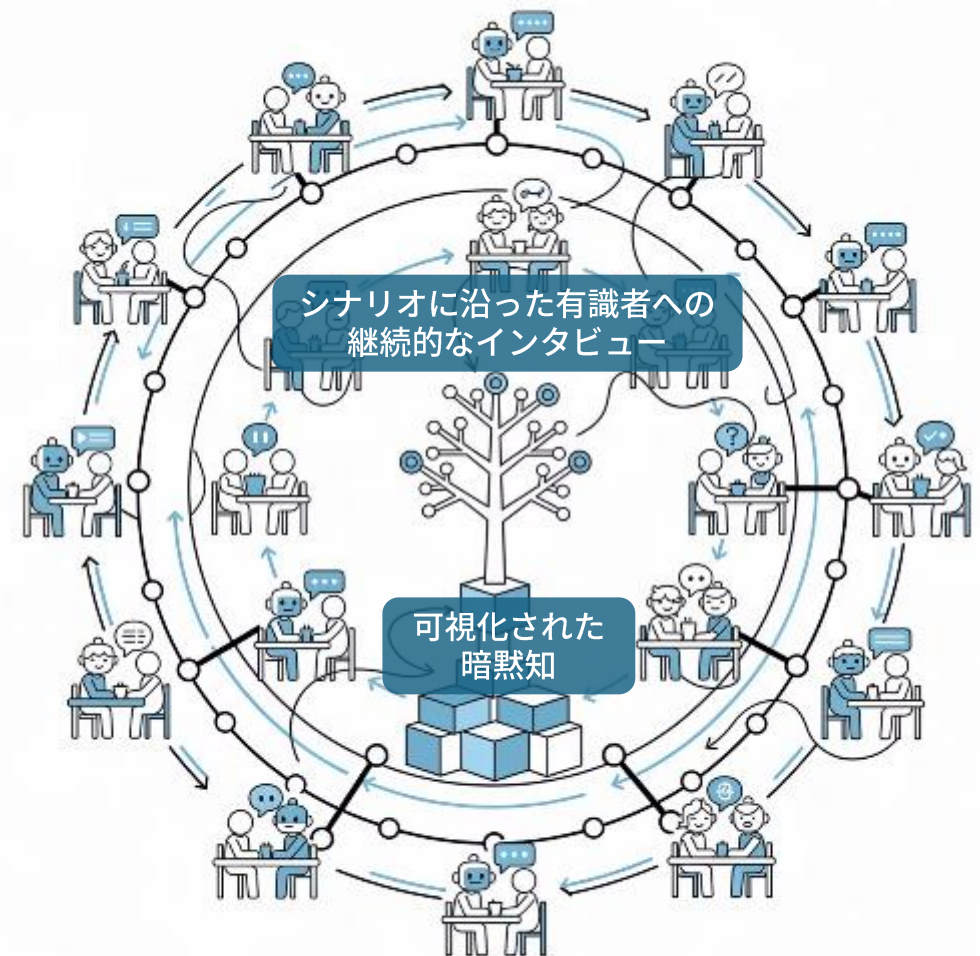 シナリオに沿った有識者への
継続的なインタビュー
可視化された
暗黙知